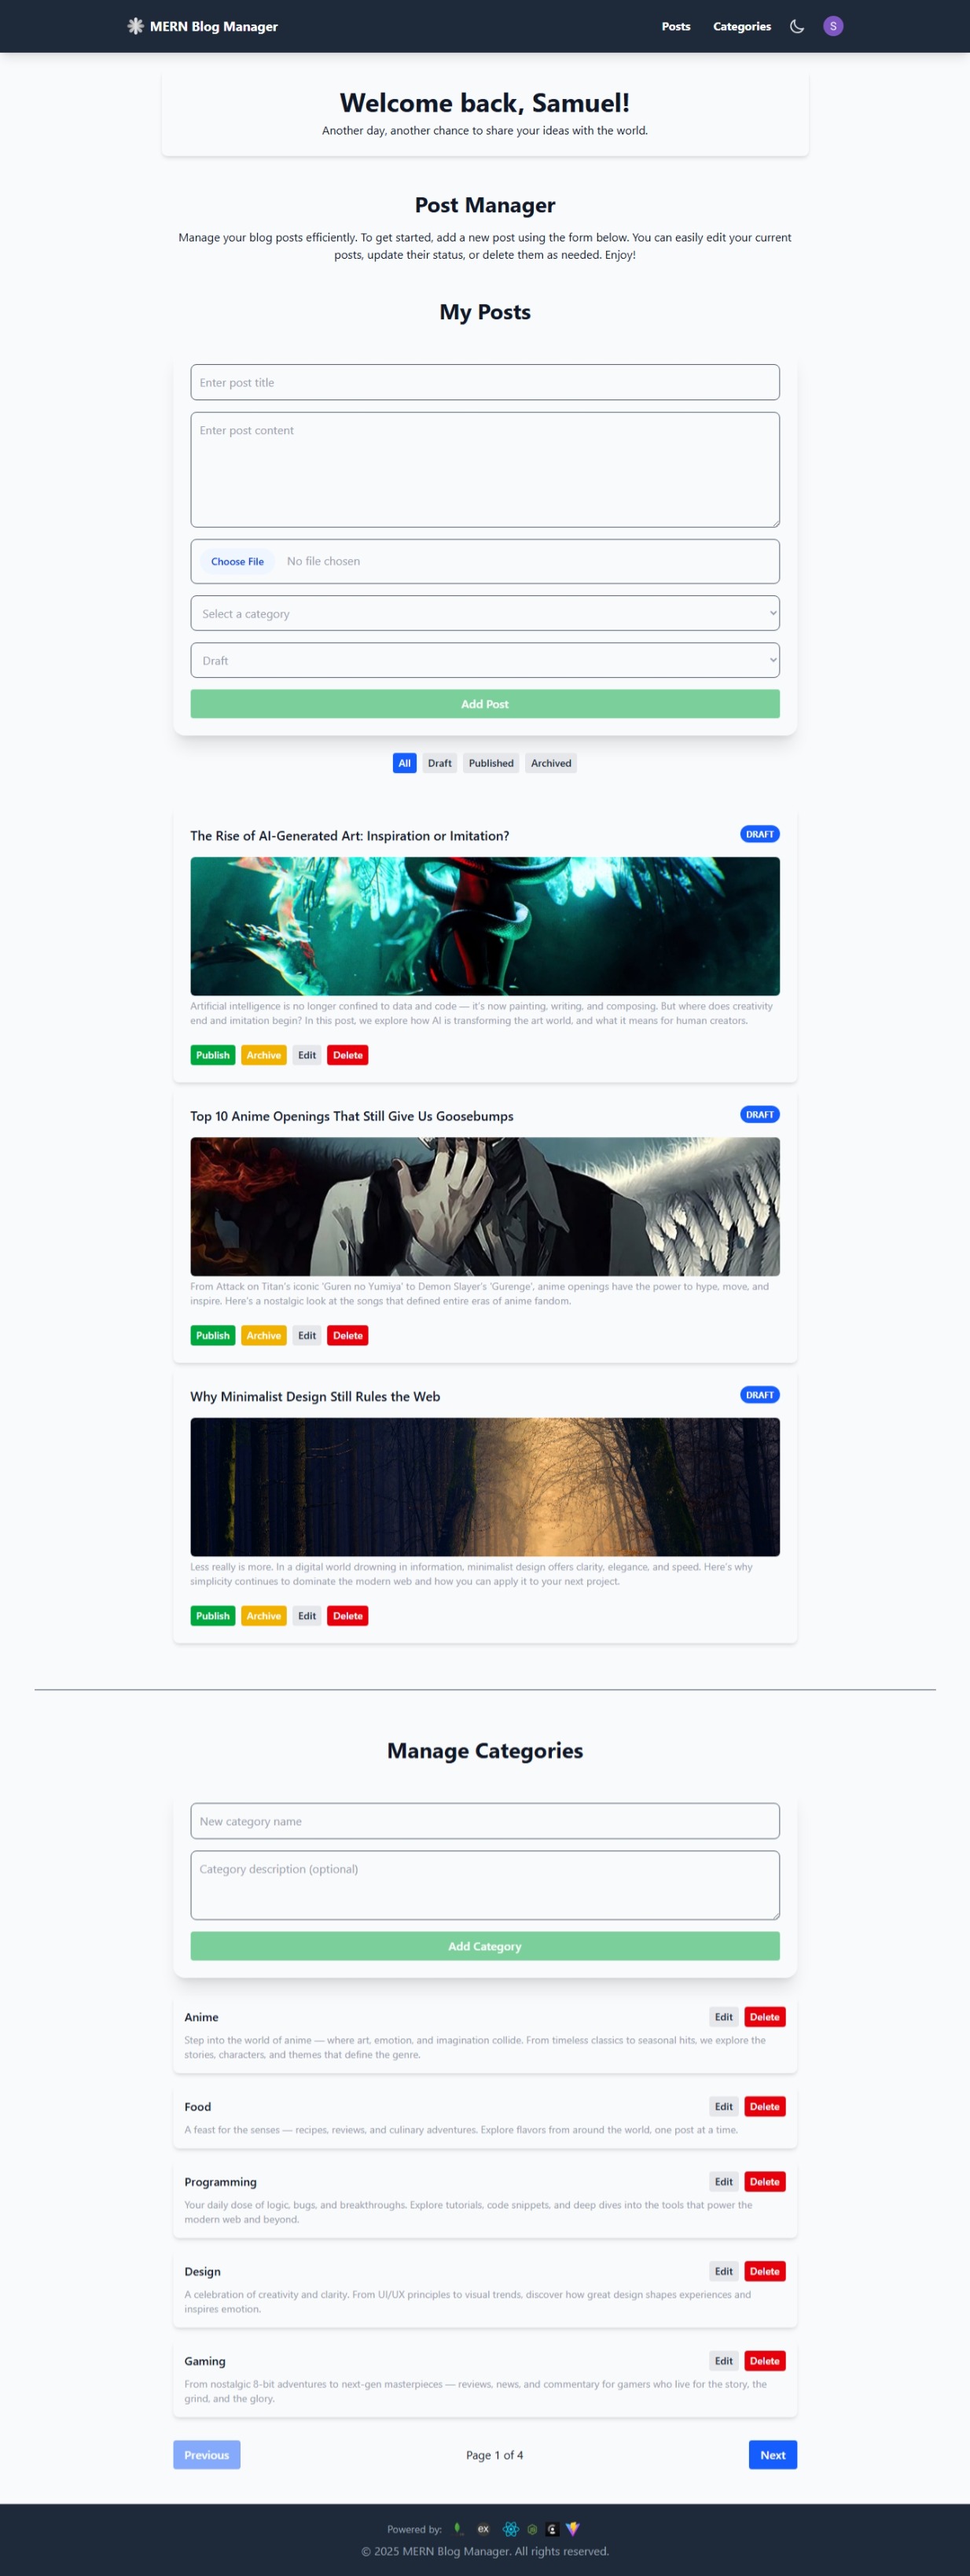 MERN Blog Manager
Posts
Categories
S
Welcome back, Samuel!
Another day, another chance to share your ideas with the world.
Post Manager
Manage your blog posts efficiently. To get started, add a new post using the form below. You can easily edit your current
posts, update their status, or delete them as needed. Enjoy!
My Posts
Enter post title
Enter post content
Choose File No file chosen
Select a category
Draft
Add Post
All Draft Published Archived
The Rise of AI-Generated Art: Inspiration or Imitation?
DRAFT
Artificial intelligence is no longer confined to data and code — it's now painting, writing, and composing. But where does creativity
end and imitation begin? In this post, we explore how AI is transforming the art world, and what it means for human creators.
Publish Archive Edit Delete
Top 10 Anime Openings That Still Give Us Goosebumps
DRAFT
From Attack on Titan's iconic 'Guren no Yumiya' to Demon Slayer's 'Gurenge', anime openings have the power to hype, move, and
inspire. Here's a nostalgic look at the songs that defined entire eras of anime fandom.
Publish Archive Edit Delete
Why Minimalist Design Still Rules the Web
DRAFT
Less really is more. In a digital world drowning in information, minimalist design offers clarity, elegance, and speed. Here's why
simplicity continues to dominate the modern web and how you can apply it to your next project.
Publish Archive Edit Delete
Manage Categories
New category name
Category description (optional)
Add Category
Anime
Edit Delete
Step into the world of anime — where art, emotion, and imagination collide. From timeless classics to seasonal hits, we explore the
stories, characters, and themes that define the genre.
Food
Edit Delete
A feast for the senses — recipes, reviews, and culinary adventures. Explore flavors from around the world, one post at a time.
Programming
Edit Delete
Your daily dose of logic, bugs, and breakthroughs. Explore tutorials, code snippets, and deep dives into the tools that power the
modern web and beyond.
Design
Edit Delete
A celebration of creativity and clarity. From UI/UX principles to visual trends, discover how great design shapes experiences and
inspires emotion.
Gaming
Edit Delete
From nostalgic 8-bit adventures to next-gen masterpieces — reviews, news, and commentary for gamers who live for the story, the
grind, and the glory.
Previous
Page 1 of 4
Next
Powered by: ex
© 2025 MERN Blog Manager. All rights reserved.